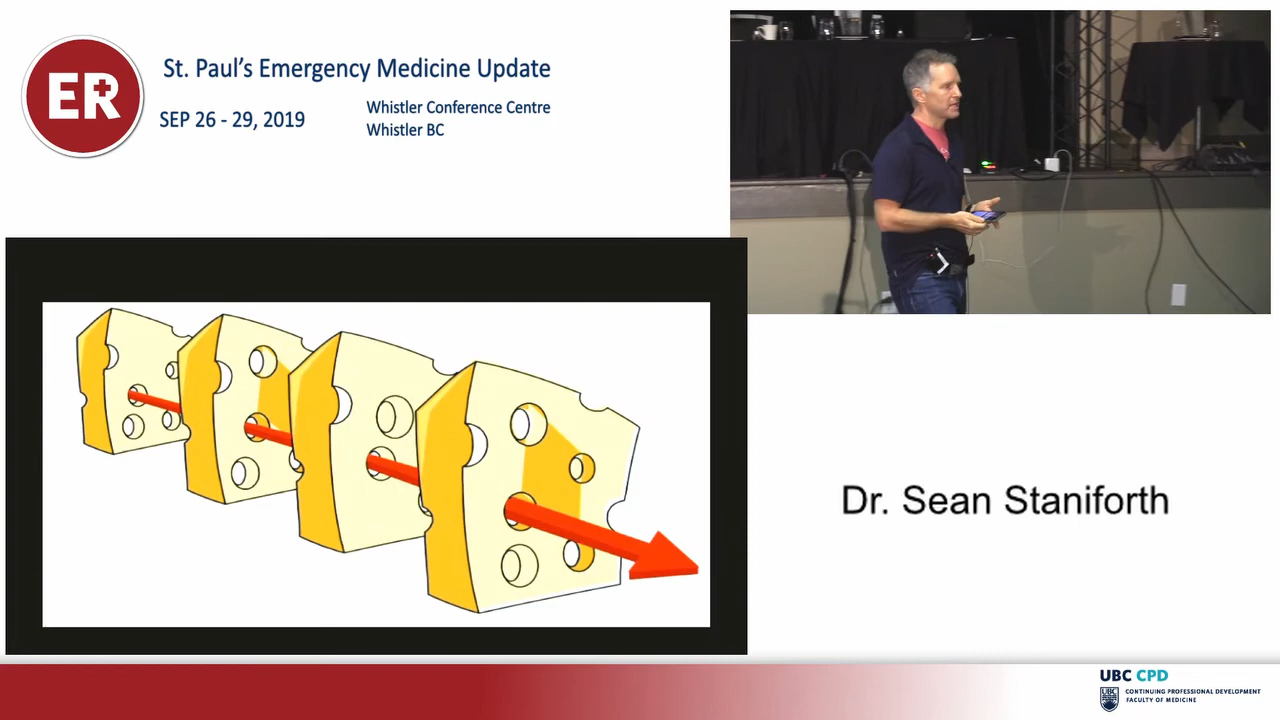 ER
St. Paul's Emergency Medicine Update
SEP 26 - 29, 2019
Whistler Conference Centre
Whistler BC
Dr. Sean Staniforth
UBC CPD
UBC
CONTINUING PROFESSIONAL DEVELOPMENT
FACULTY OF MEDICINE